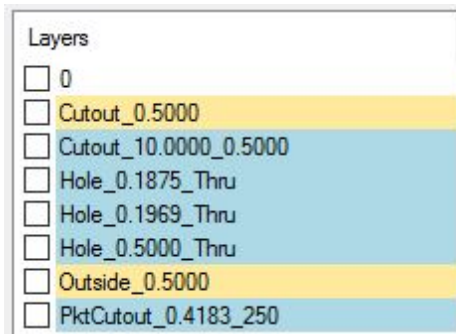 Layers
0
Cutout_0.5000
Cutout_10.0000_0.5000
Hole_0.1875_Thru
Hole_0.1969_Thru
Hole_0.5000_Thru
Outside_0.5000
PktCutout_0.4183_250